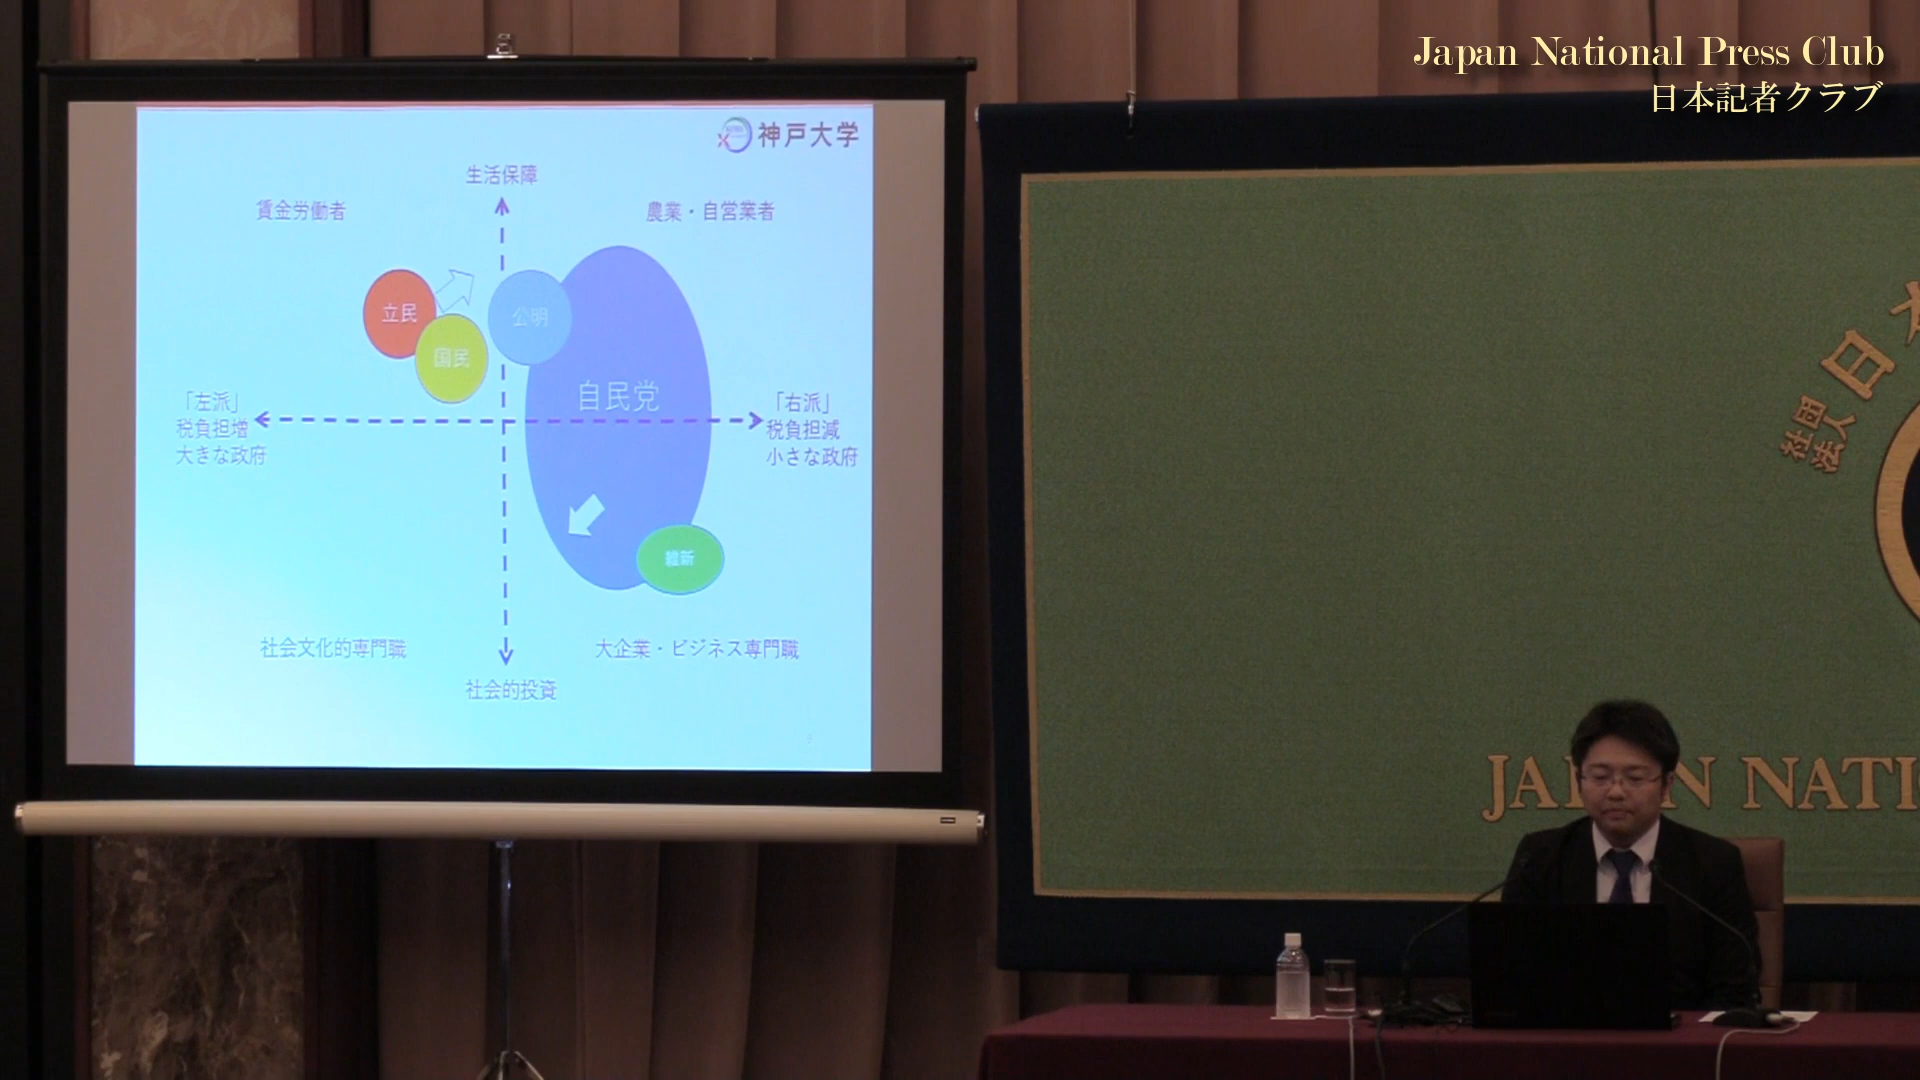 Japan National Press Club
日本記者クラブ
神戸大学
生活保障
賃金労働者
農業・自営業者
立民
公明
国民
自民党
「左派」
税負担増
大きな政府
「右派」
税負担減
小さな政府
維新
社会文化的専門職
大企業・ビジネス専門職
社会的投資
9
社団
法人
日本
JAPAN NATI